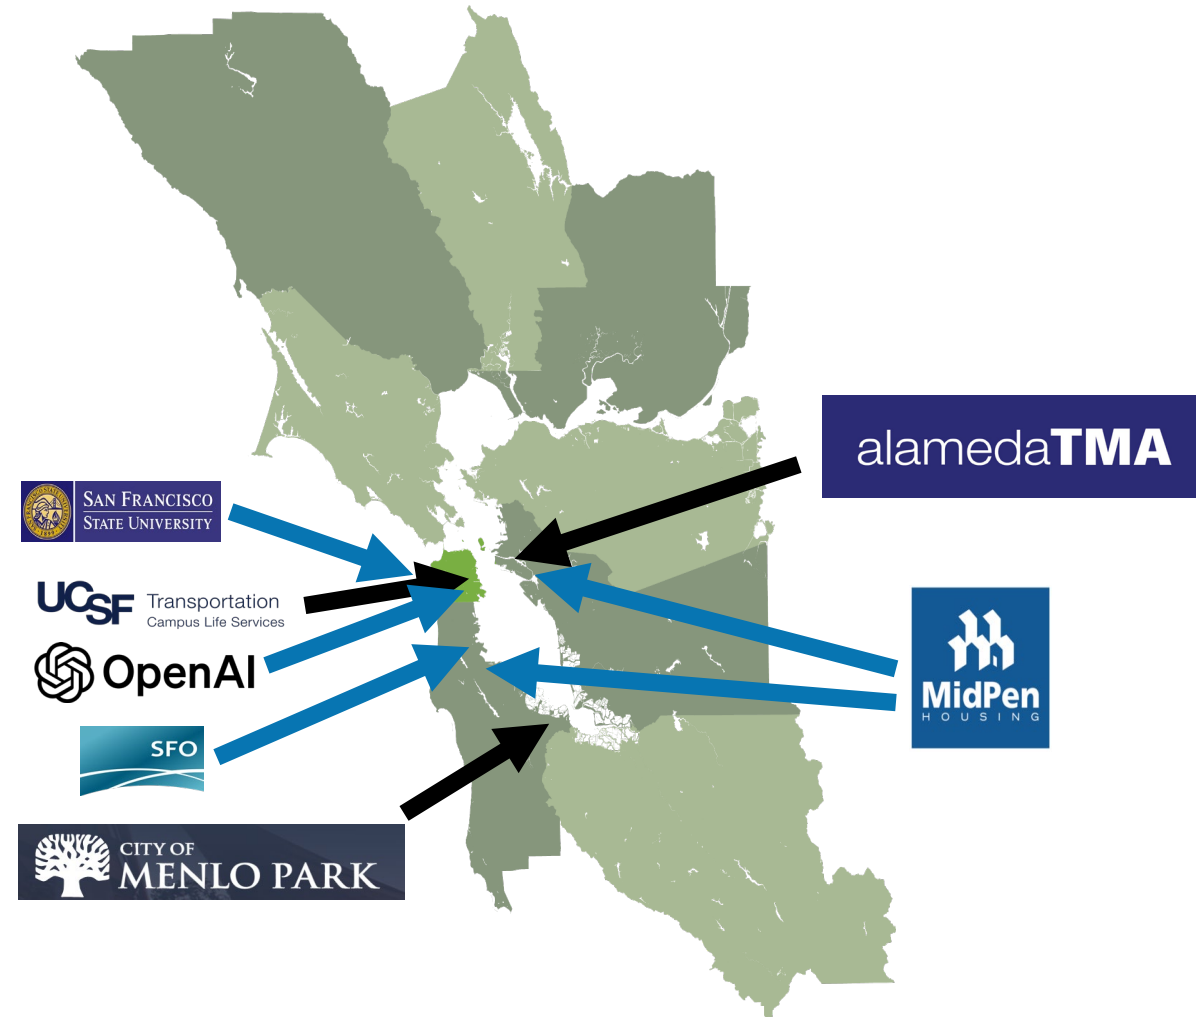 alamedaTMA
SAN FRANCISCO
STATE UNIVERSITY
UCSF Transportation
Campus Life Services
OpenAI
MidPen
HOUSING
SFO
CITY OF
MENLO PARK